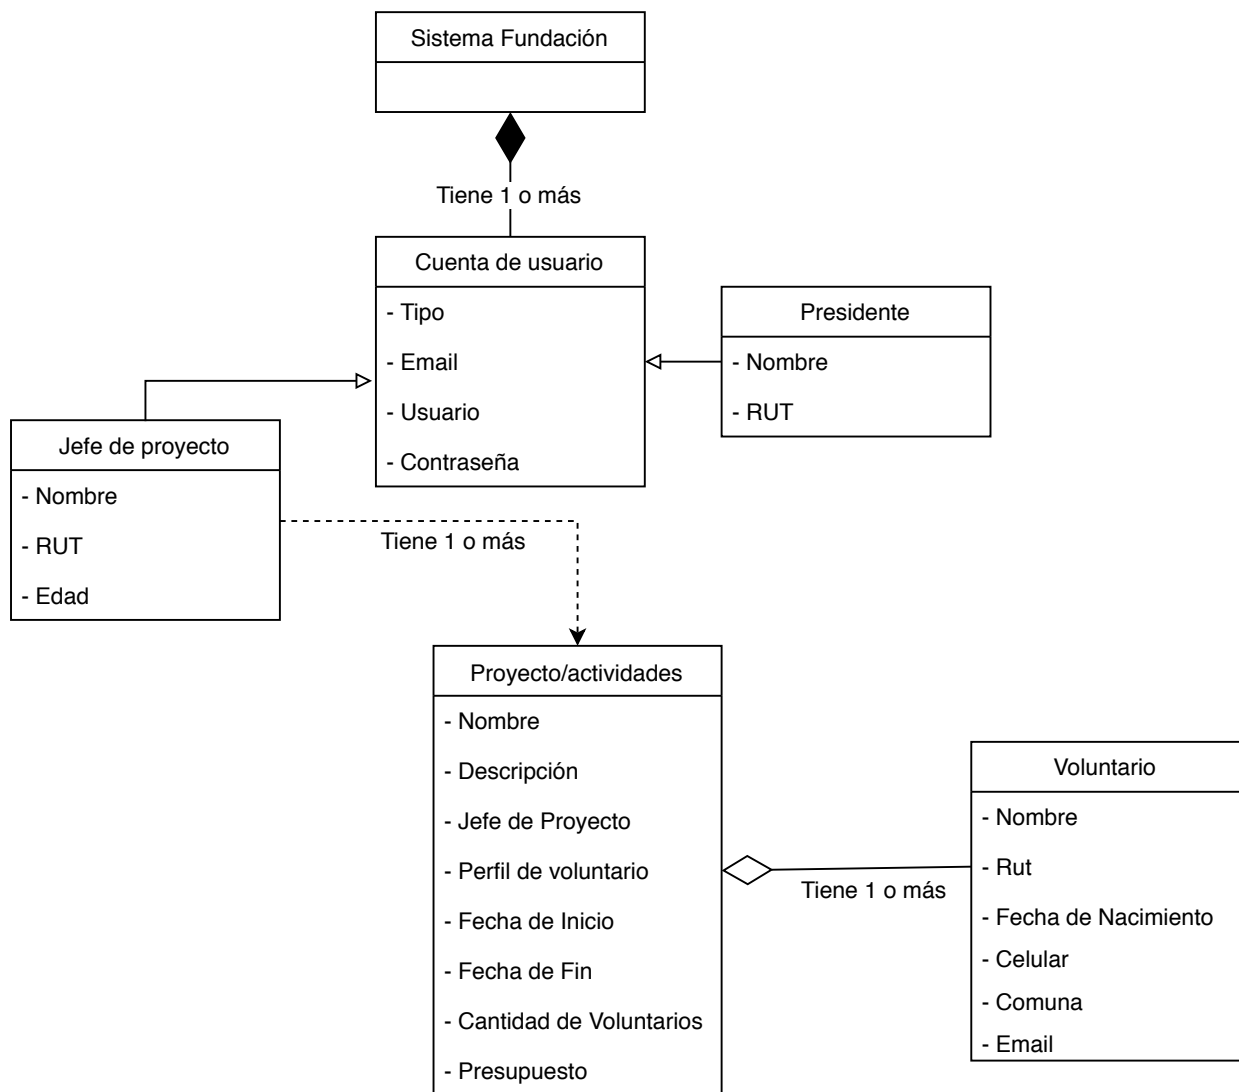 Sistema Fundación
Tiene 1 o más
Cuenta de usuario
- Tipo
- Email
- Usuario
- Contraseña
Presidente
- Nombre
- RUT
Jefe de proyecto
- Nombre
- RUT
- Edad
Tiene 1 o más
Proyecto/actividades
- Nombre
- Descripción
- Jefe de Proyecto
- Perfil de voluntario
- Fecha de Inicio
- Fecha de Fin
- Cantidad de Voluntarios
- Presupuesto
Tiene 1 o más
Voluntario
- Nombre
- Rut
- Fecha de Nacimiento
- Celular
- Comuna
- Email